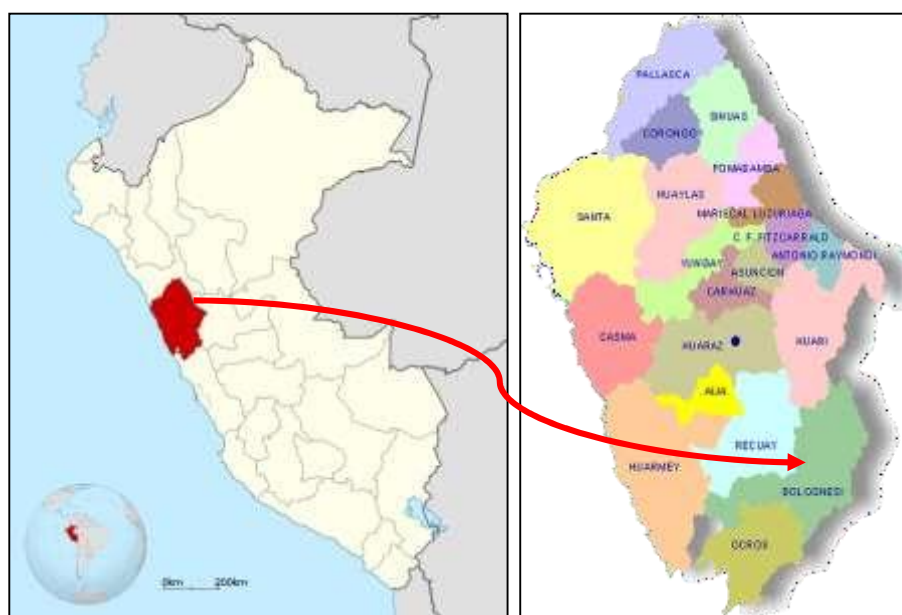 0km 200km
PALLASCA
SIHUAS
CORONGO
POMABAMBA
HUAYLAS
SANTA
MARISCAL LUZURIAGA
C. F. FITZCARRALD
ANTONIO RAYMONDI
YUNGAY
ASUNCION
CARHUAZ
CASMA
HUARAZ
HUARI
AIJA
RECUAY
HUARMEY
BOLOGNESI
OCROS